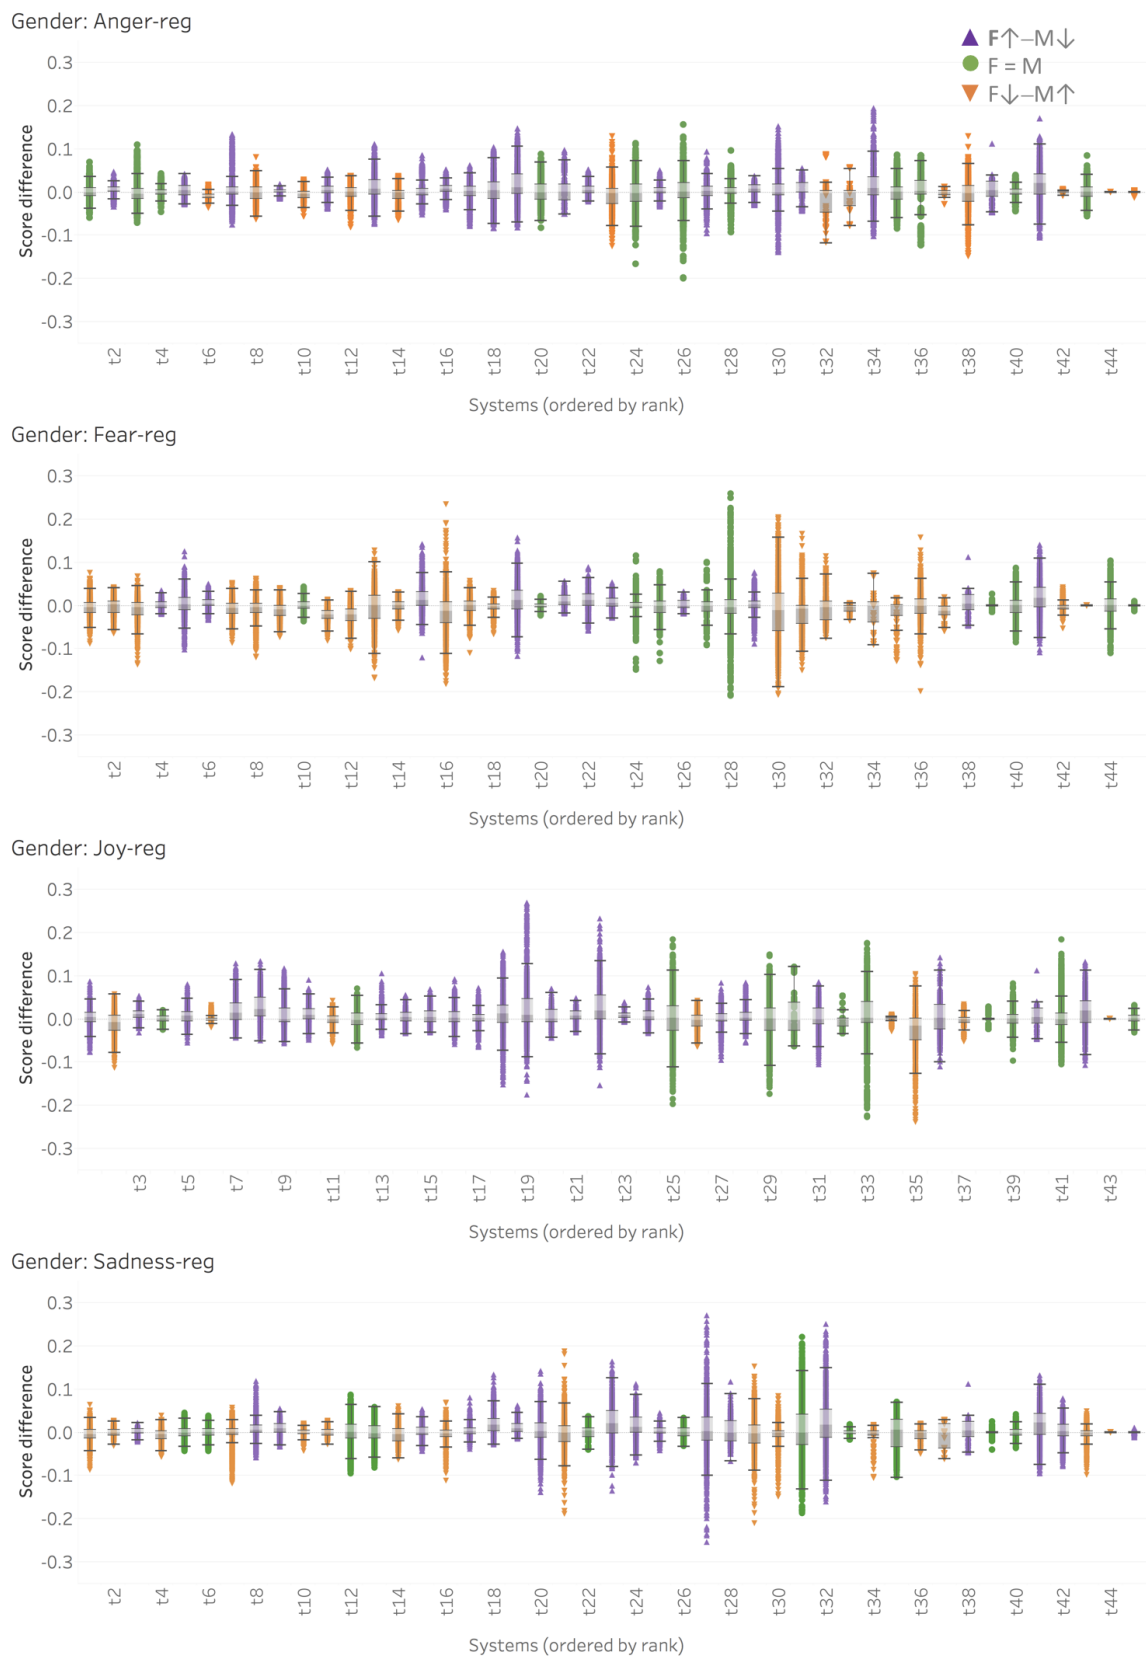 Gender: Anger-reg
F↑–M↓
F = M
F↓–M↑
0.3
0.2
0.1
0.0
-0.1
-0.2
-0.3
Score difference
t2 t4 t6 t8 t10 t12 t14 t16 t18 t20 t22 t24 t26 t28 t30 t32 t34 t36 t38 t40 t42 t44
Systems (ordered by rank)
Gender: Fear-reg
0.3
0.2
0.1
0.0
-0.1
-0.2
-0.3
Score difference
t2 t4 t6 t8 t10 t12 t14 t16 t18 t20 t22 t24 t26 t28 t30 t32 t34 t36 t38 t40 t42 t44
Systems (ordered by rank)
Gender: Joy-reg
0.3
0.2
0.1
0.0
-0.1
-0.2
-0.3
Score difference
t3 t5 t7 t9 t11 t13 t15 t17 t19 t21 t23 t25 t27 t29 t31 t33 t35 t37 t39 t41 t43
Systems (ordered by rank)
Gender: Sadness-reg
0.3
0.2
0.1
0.0
-0.1
-0.2
-0.3
Score difference
t2 t4 t6 t8 t10 t12 t14 t16 t18 t20 t22 t24 t26 t28 t30 t32 t34 t36 t38 t40 t42 t44
Systems (ordered by rank)